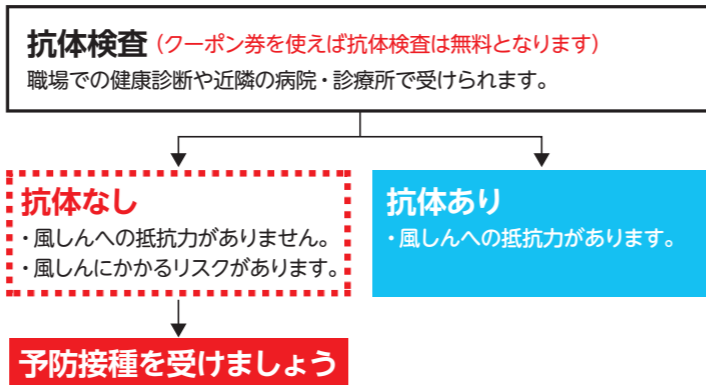 抗体検査（クーポン券を使えば抗体検査は無料となります）
職場での健康診断や近隣の病院・診療所で受けられます。
抗体なし
・風しんへの抵抗力がありません。
・風しんにかかるリスクがあります。
抗体あり
・風しんへの抵抗力があります。
予防接種を受けましょう